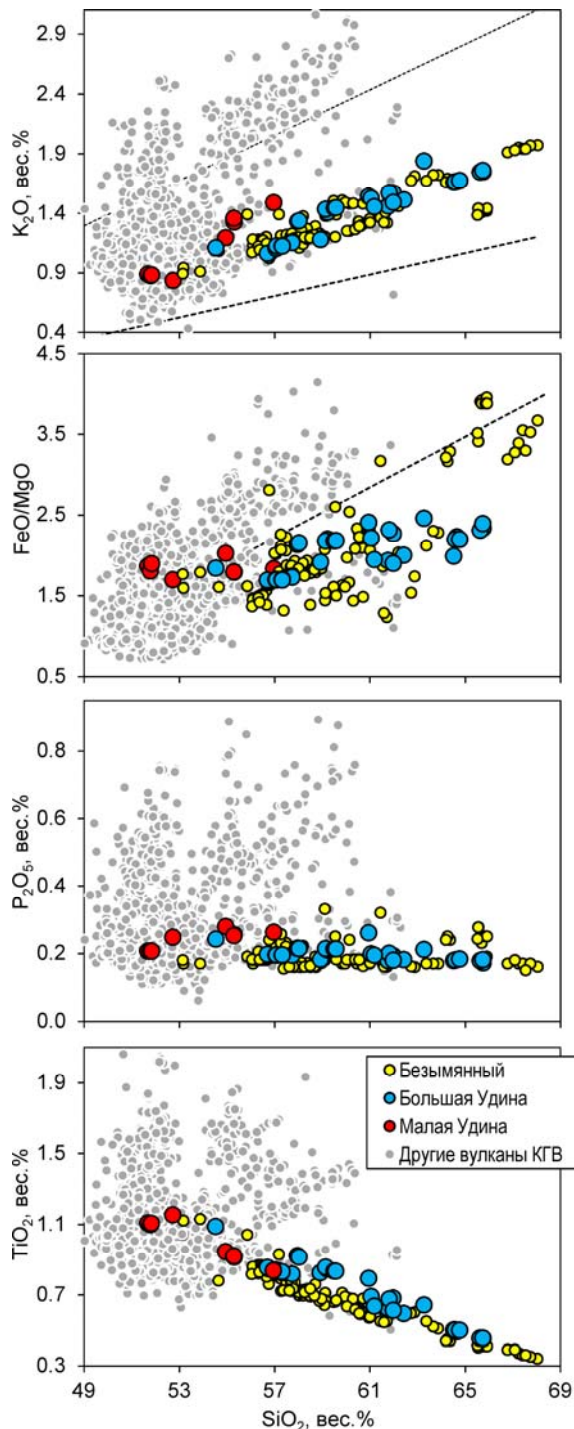 2.9
2.4
1.9
1.4
0.9
0.4
K₂O, вес.%
4.5
3.5
2.5
1.5
0.5
FeO/MgO
0.8
0.6
0.4
0.2
0.0
P₂O₅, вес.%
1.9
1.5
1.1
0.7
0.3
TiO₂, вес.%
Безымянный
Большая Удина
Малая Удина
Другие вулканы КГВ
49 53 57 61 65 69
SiO₂, вес.%